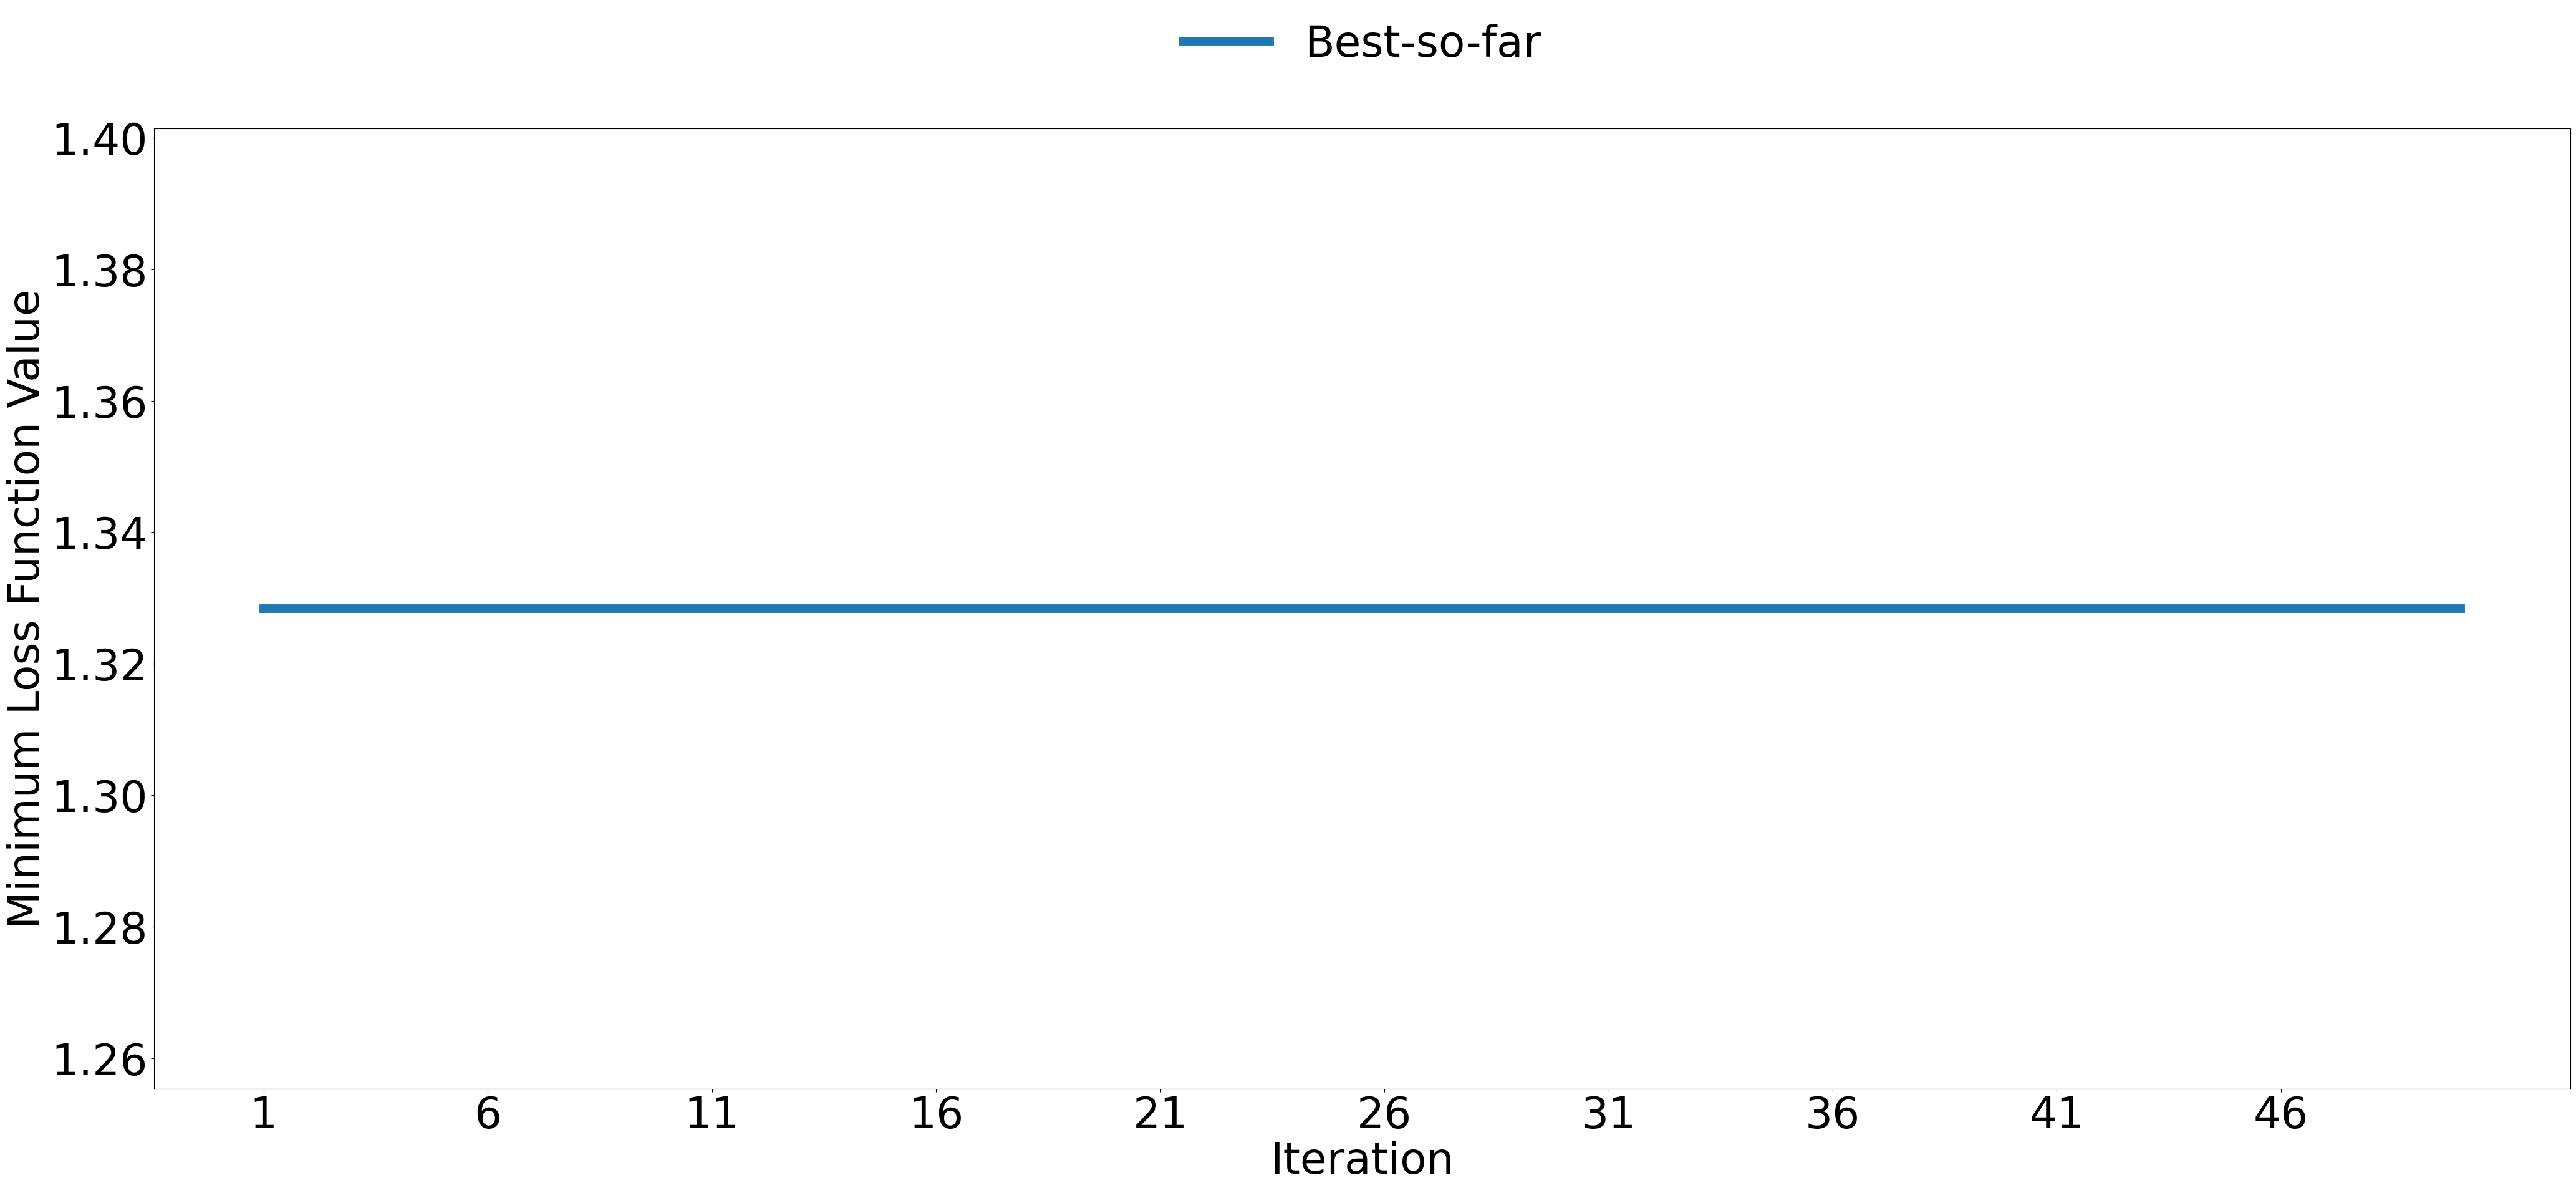 Best-so-far
Minimum Loss Function Value
1.40
1.38
1.36
1.34
1.32
1.30
1.28
1.26
1 6 11 16 21 26 31 36 41 46
Iteration